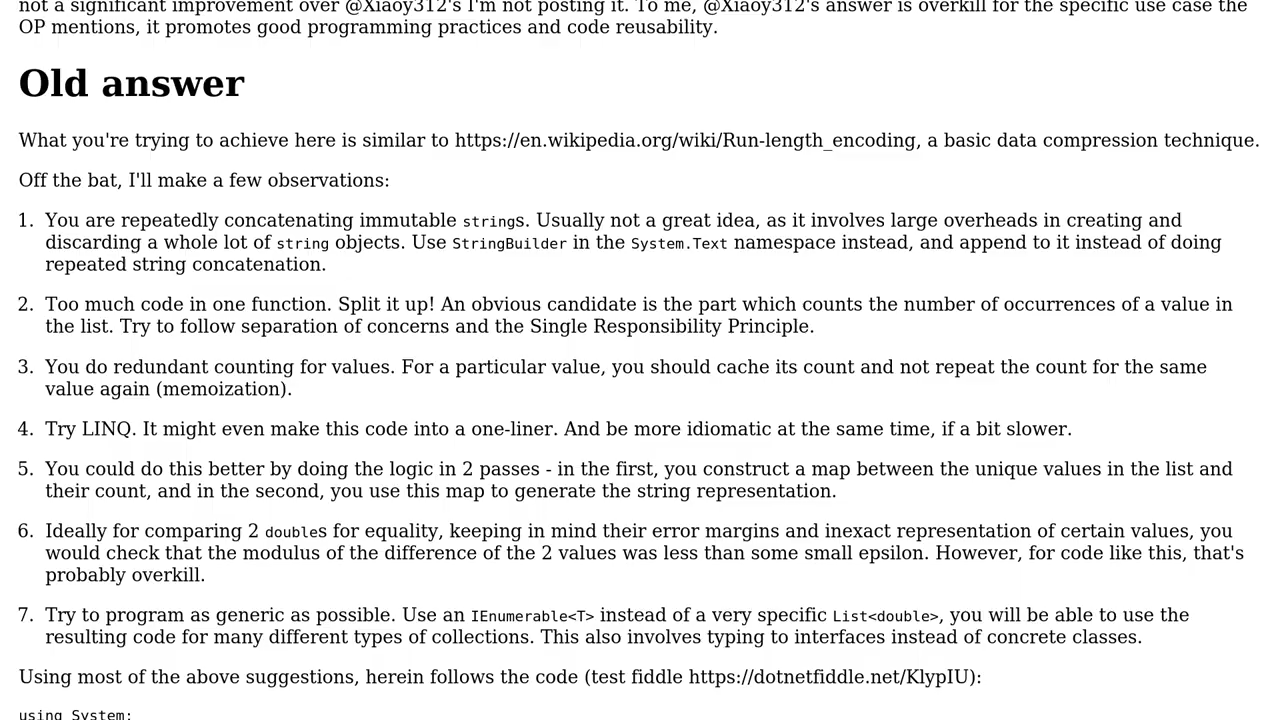 not a significant improvement over @Xiaoy312's I'm not posting it. To me, @Xiaoy312's answer is overkill for the specific use case the
OP mentions, it promotes good programming practices and code reusability.
Old answer
What you're trying to achieve here is similar to https://en.wikipedia.org/wiki/Run-length_encoding, a basic data compression technique.
Off the bat, I'll make a few observations:
1. You are repeatedly concatenating immutable strings. Usually not a great idea, as it involves large overheads in creating and
discarding a whole lot of string objects. Use StringBuilder in the System.Text namespace instead, and append to it instead of doing
repeated string concatenation.
2. Too much code in one function. Split it up! An obvious candidate is the part which counts the number of occurrences of a value in
the list. Try to follow separation of concerns and the Single Responsibility Principle.
3. You do redundant counting for values. For a particular value, you should cache its count and not repeat the count for the same
value again (memoization).
4. Try LINQ. It might even make this code into a one-liner. And be more idiomatic at the same time, if a bit slower.
5. You could do this better by doing the logic in 2 passes - in the first, you construct a map between the unique values in the list and
their count, and in the second, you use this map to generate the string representation.
6. Ideally for comparing 2 doubles for equality, keeping in mind their error margins and inexact representation of certain values, you
would check that the modulus of the difference of the 2 values was less than some small epsilon. However, for code like this, that's
probably overkill.
7. Try to program as generic as possible. Use an IEnumerable<T> instead of a very specific List<double>, you will be able to use the
resulting code for many different types of collections. This also involves typing to interfaces instead of concrete classes.
Using most of the above suggestions, herein follows the code (test fiddle https://dotnetfiddle.net/KlypIU):
using System;